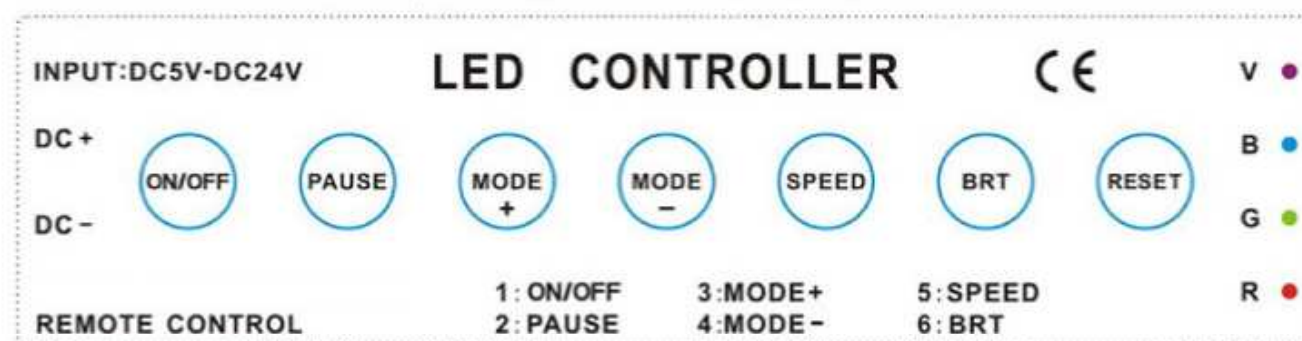 INPUT:DC5V-DC24V LED CONTROLLER CE V
DC+ B
ON/OFF PAUSE MODE + MODE - SPEED BRT RESET
DC- G
1:ON/OFF 3:MODE+ 5:SPEED R
REMOTE CONTROL 2:PAUSE 4:MODE- 6:BRT